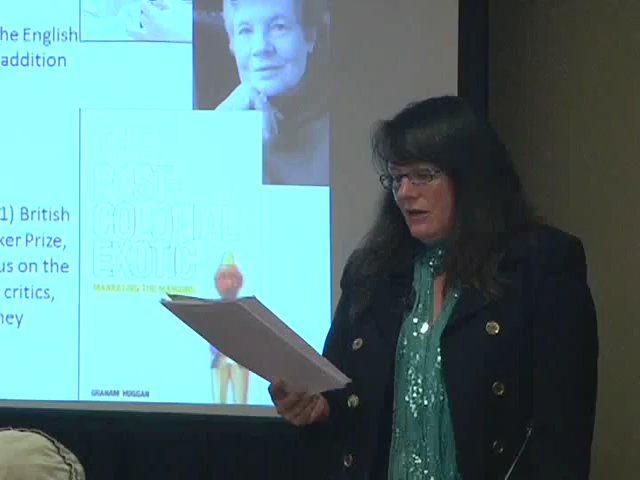 he English
addition
1) British
ker Prize,
us on the
critics,
hey
THE
POST-
COLONIAL
EXOTIC
MARKETING THE MARGINS
GRAHAM HUGGAN